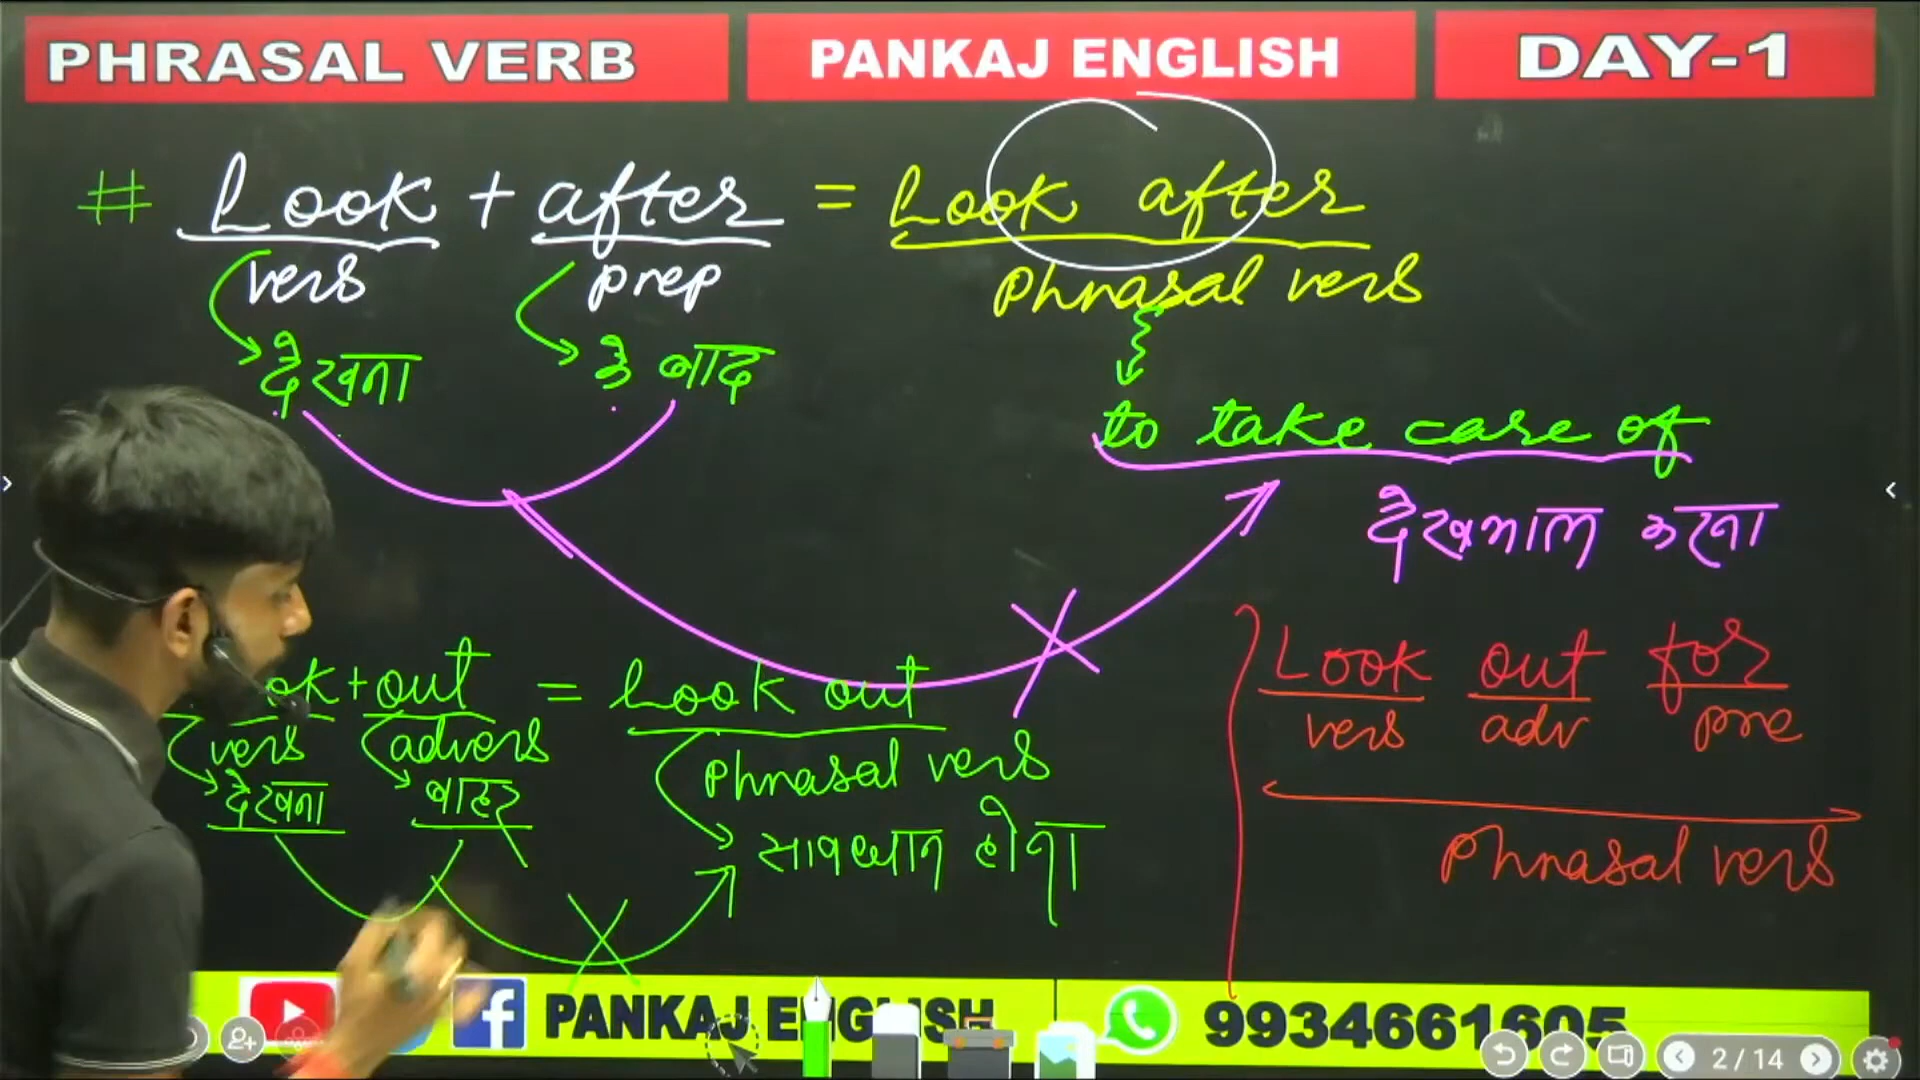 PHRASAL VERB
PANKAJ ENGLISH
DAY-1
# Look + after = Look after
verb prep phrasal verb
देखना के बाद
to take care of
देखभाल करना
ok + out = Look out
verb adverb phrasal verb
देखना बाहर सावधान होना
Look out for
verb adv pre
phrasal verb
PANKAJ ENGLISH
9934661605
2 / 14